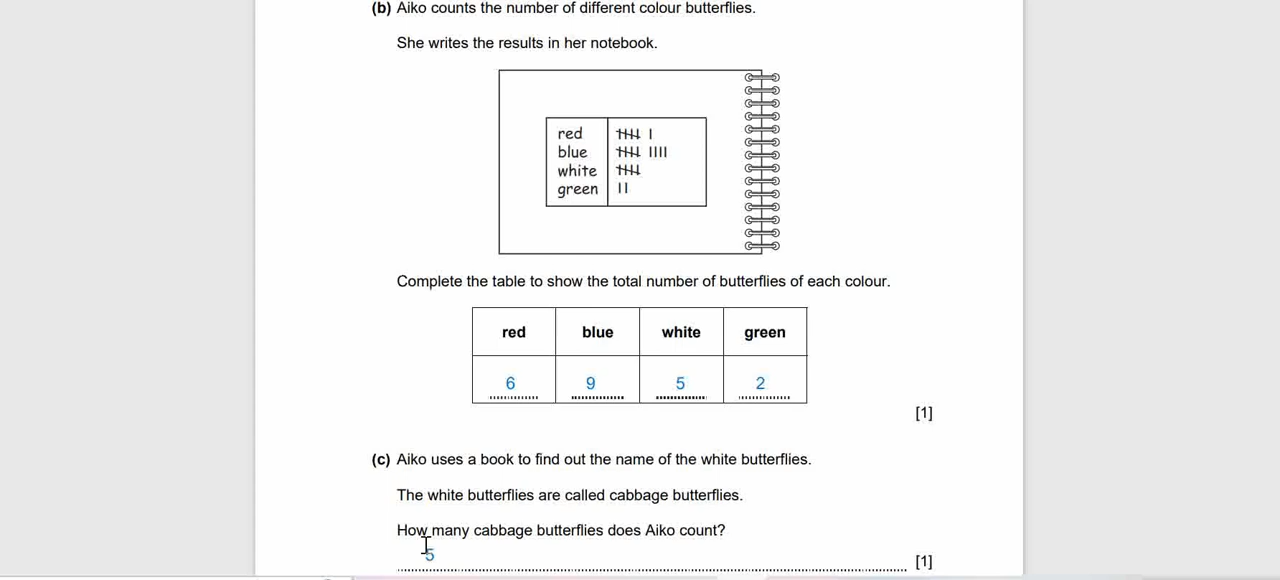 (b) Aiko counts the number of different colour butterflies.
She writes the results in her notebook.
red
blue
white
green
Complete the table to show the total number of butterflies of each colour.
red blue white green
6 9 5 2
[1]
(c) Aiko uses a book to find out the name of the white butterflies.
The white butterflies are called cabbage butterflies.
How many cabbage butterflies does Aiko count?
5
[1]